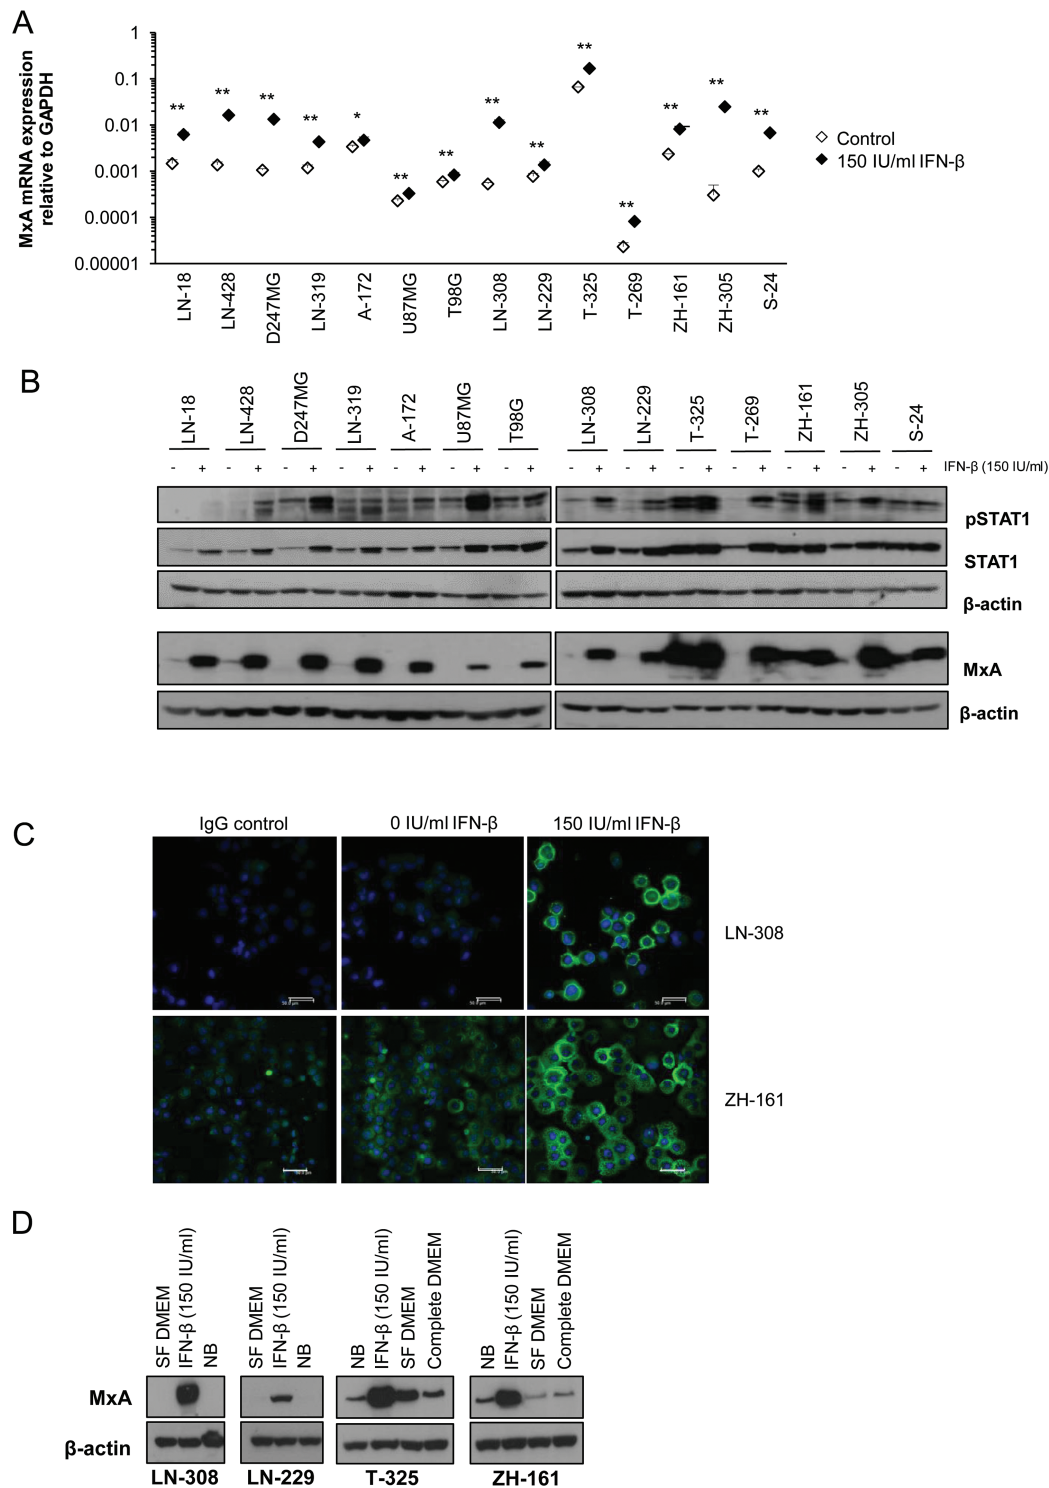 A
MxA mRNA expression
relative to GAPDH
1
0.1
0.01
0.001
0.0001
0.00001
** ** ** ** * ** ** ** ** ** ** ** ** **
Control
150 IU/ml IFN-β
LN-18 LN-428 D247MG LN-319 A-172 U87MG T98G LN-308 LN-229 T-325 T-269 ZH-161 ZH-305 S-24
B
LN-18 LN-428 D247MG LN-319 A-172 U87MG T98G LN-308 LN-229 T-325 T-269 ZH-161 ZH-305 S-24
- + - + - + - + - + - + - + - + - + - + - + - + - + - + IFN-β (150 IU/ml)
pSTAT1
STAT1
β-actin
MxA
β-actin
C
IgG control 0 IU/ml IFN-β 150 IU/ml IFN-β
LN-308
ZH-161
D
SF DMEM IFN-β (150 IU/ml) NB SF DMEM IFN-β (150 IU/ml) NB NB IFN-β (150 IU/ml) SF DMEM Complete DMEM NB IFN-β (150 IU/ml) SF DMEM Complete DMEM
MxA
β-actin
LN-308 LN-229 T-325 ZH-161